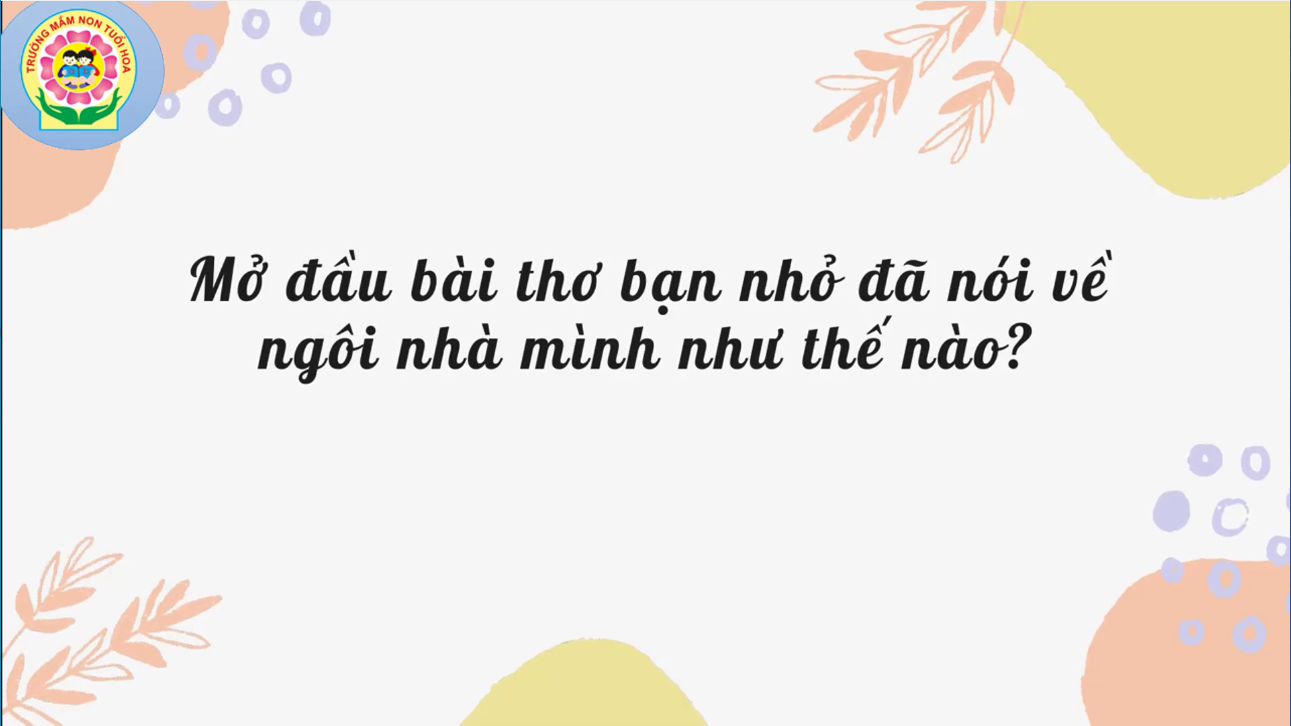 TRƯỜNG MẦM NON TUỔI HOA
Mở đầu bài thơ bạn nhỏ đã nói về
ngôi nhà mình như thế nào?